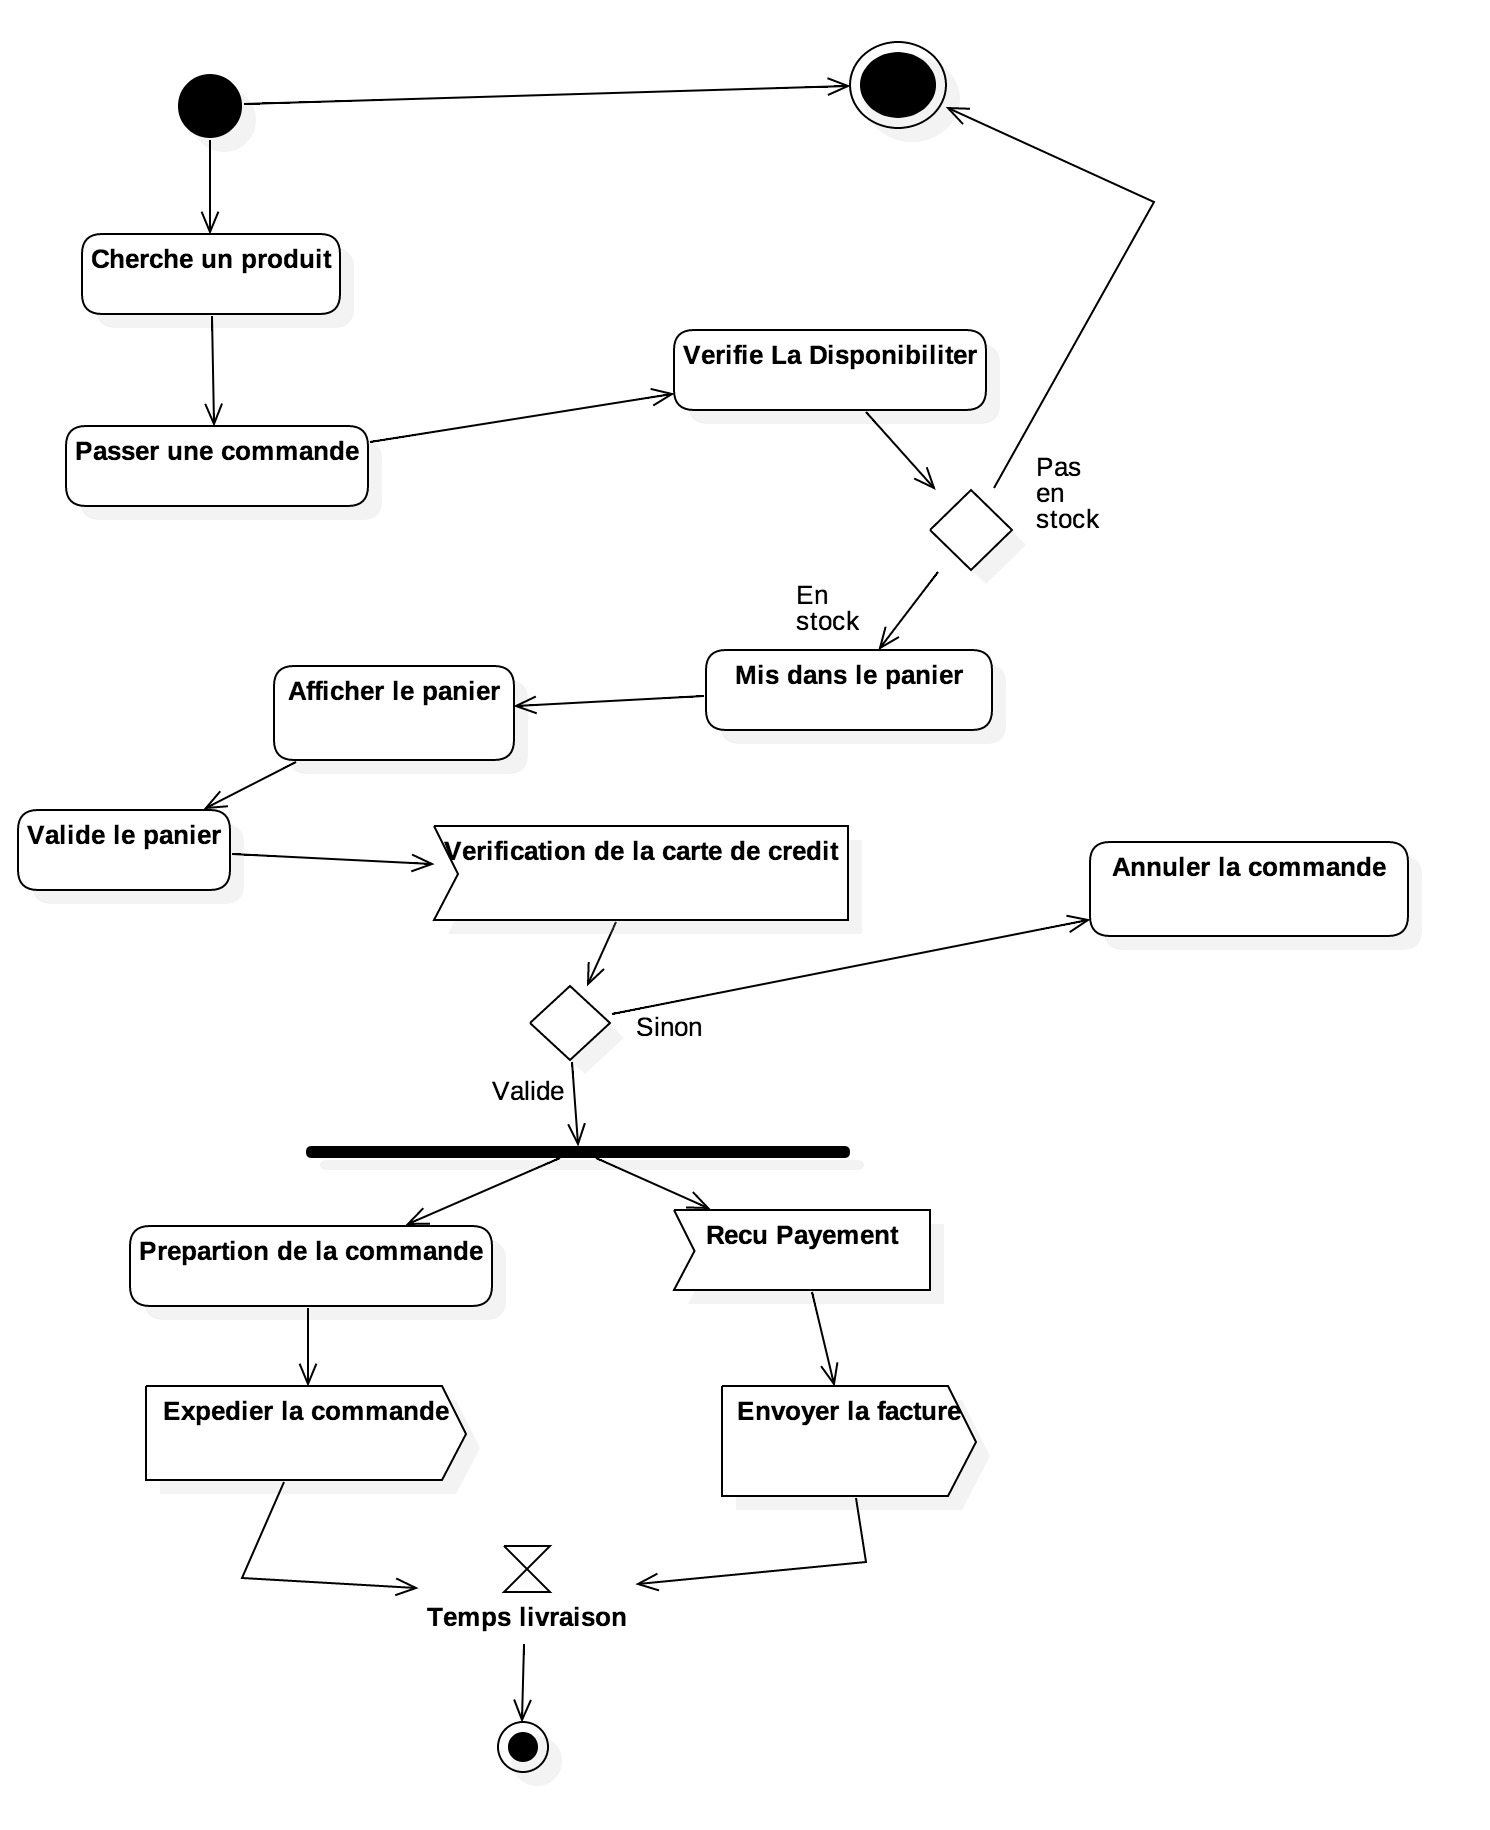 Cherche un produit
Verifie La Disponibiliter
Passer une commande
Pas
en
stock
En
stock
Mis dans le panier
Afficher le panier
Valide le panier
Verification de la carte de credit
Annuler la commande
Sinon
Valide
Recu Payement
Prepartion de la commande
Expedier la commande
Envoyer la facture
Temps livraison